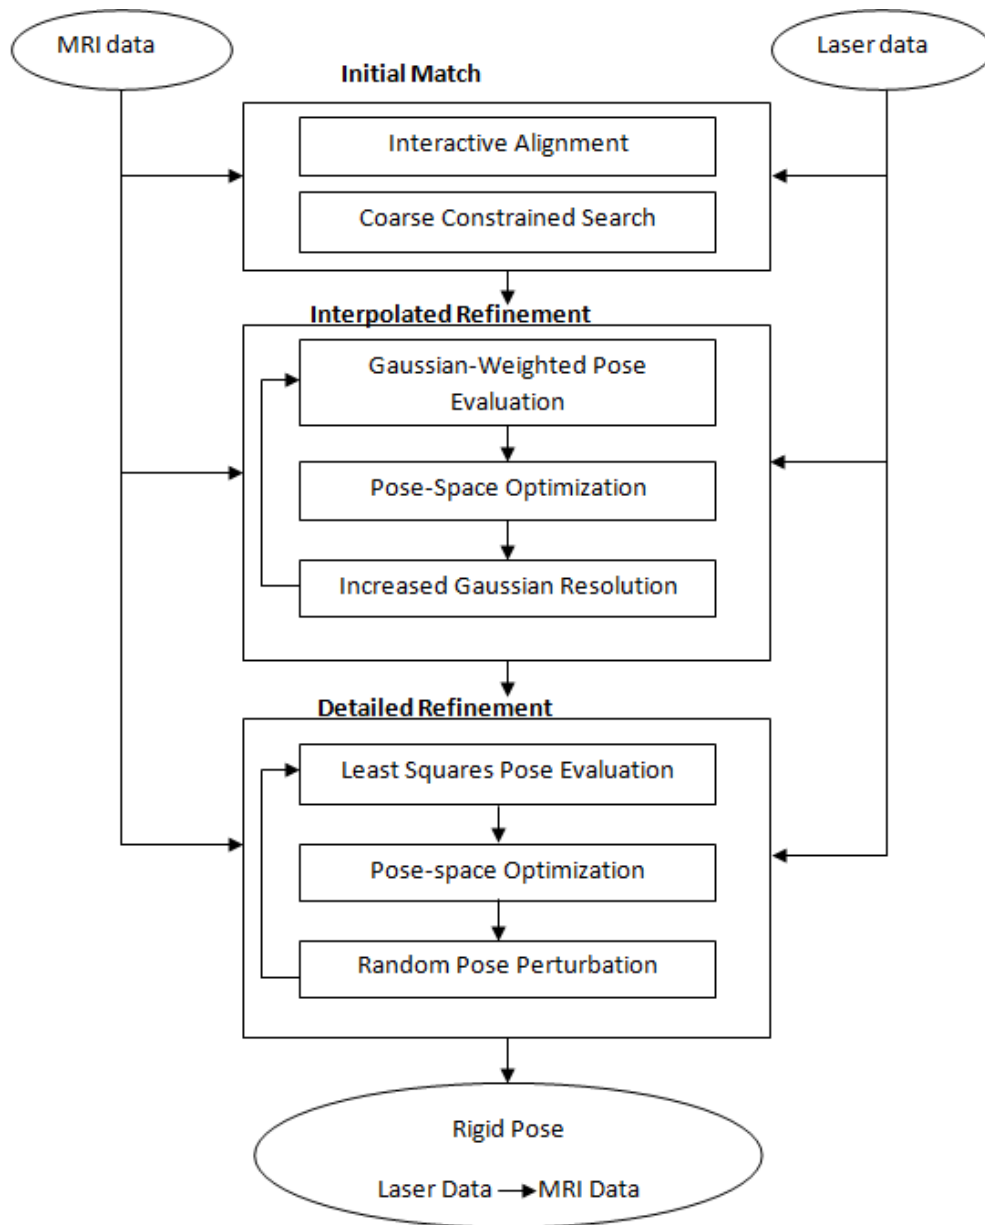 MRI data
Laser data
Initial Match
Interactive Alignment
Coarse Constrained Search
Interpolated Refinement
Gaussian-Weighted Pose
Evaluation
Pose-Space Optimization
Increased Gaussian Resolution
Detailed Refinement
Least Squares Pose Evaluation
Pose-space Optimization
Random Pose Perturbation
Rigid Pose
Laser Data → MRI Data